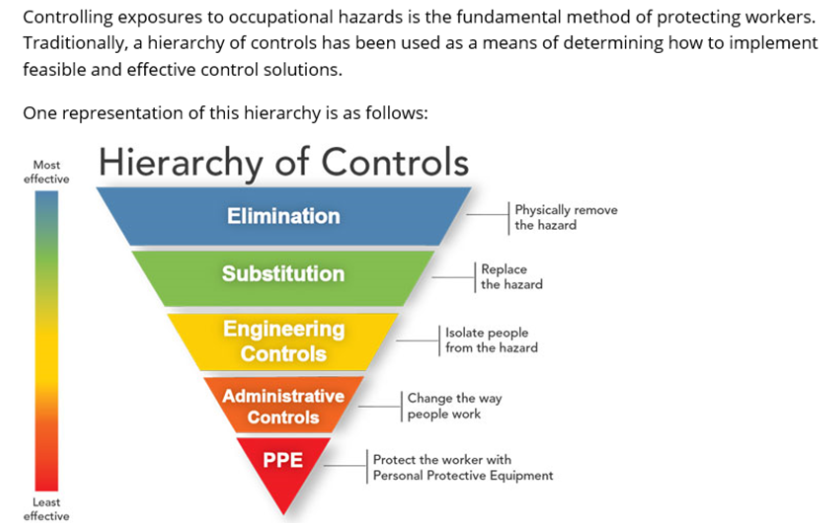 Controlling exposures to occupational hazards is the fundamental method of protecting workers.
Traditionally, a hierarchy of controls has been used as a means of determining how to implement
feasible and effective control solutions.
One representation of this hierarchy is as follows:
Hierarchy of Controls
Most
effective
Elimination
Physically remove
the hazard
Substitution
Replace
the hazard
Engineering
Controls
Isolate people
from the hazard
Administrative
Controls
Change the way
people work
PPE
Protect the worker with
Personal Protective Equipment
Least
effective